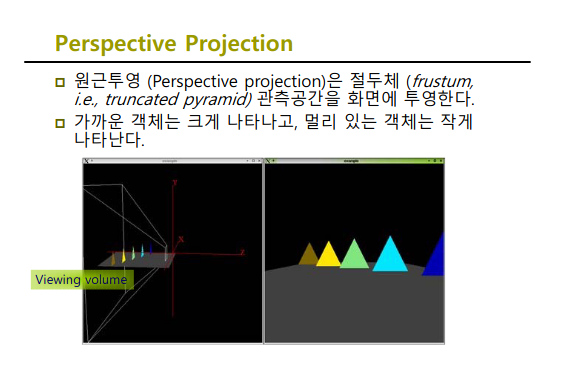 Perspective Projection
원근투영 (Perspective projection)은 절두체 (frustum,
i.e., truncated pyramid) 관측공간을 화면에 투영한다.
가까운 객체는 크게 나타나고, 멀리 있는 객체는 작게
나타난다.
Y
X
Z
Viewing volume